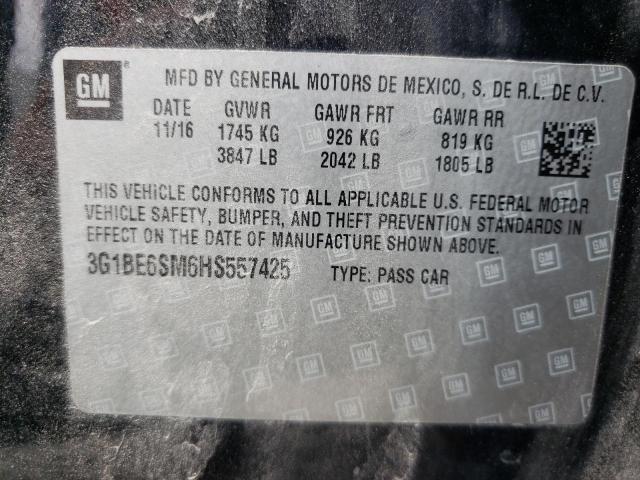 GM ®
MFD BY GENERAL MOTORS DE MEXICO, S. DE R.L. DE C.V.
DATE GVWR GAWR FRT GAWR RR
11/16 1745 KG 926 KG 819 KG
3847 LB 2042 LB 1805 LB
THIS VEHICLE CONFORMS TO ALL APPLICABLE U.S. FEDERAL MOTOR
VEHICLE SAFETY, BUMPER, AND THEFT PREVENTION STANDARDS IN
EFFECT ON THE DATE OF MANUFACTURE SHOWN ABOVE.
3G1BE6SM6HS557425 TYPE: PASS CAR